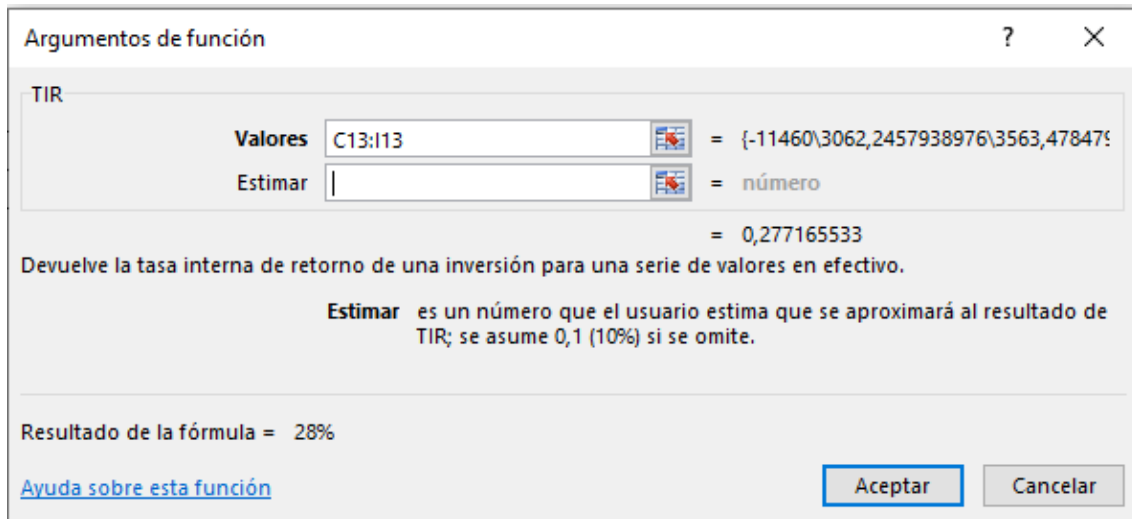 Argumentos de función ? X
TIR
Valores C13:I13 = {-11460\3062,2457938976\3563,478479
Estimar = número
= 0,277165533
Devuelve la tasa interna de retorno de una inversión para una serie de valores en efectivo.
Estimar es un número que el usuario estima que se aproximará al resultado de
TIR; se asume 0,1 (10%) si se omite.
Resultado de la fórmula = 28%
Ayuda sobre esta función Aceptar Cancelar